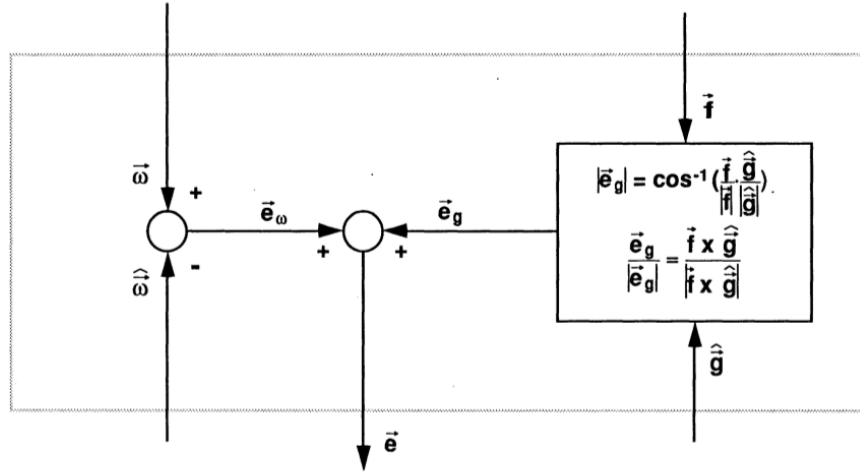 f⃗
|e⃗_g| = cos⁻¹(f⃗/|f⃗| · ĝ⃗/|ĝ⃗|)
ω⃗
+
e⃗_ω
e⃗_g
+
+
e⃗_g/|e⃗_g| = f⃗ x ĝ⃗/|f⃗ x ĝ⃗|
-
ω̂⃗
ĝ⃗
e⃗